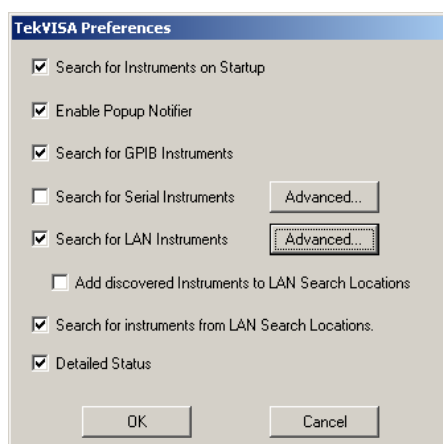 TekVISA Preferences
Search for Instruments on Startup
Enable Popup Notifier
Search for GPIB Instruments
Search for Serial Instruments Advanced...
Search for LAN Instruments Advanced...
Add discovered Instruments to LAN Search Locations
Search for instruments from LAN Search Locations.
Detailed Status
OK Cancel